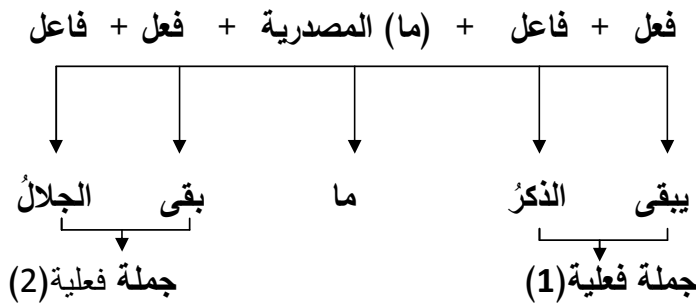 فعل + فاعل + (ما) المصدرية + فعل + فاعل
يبقى الذكرُ ما بقى الجلالُ
جملة فعلية(1) جملة فعلية(2)